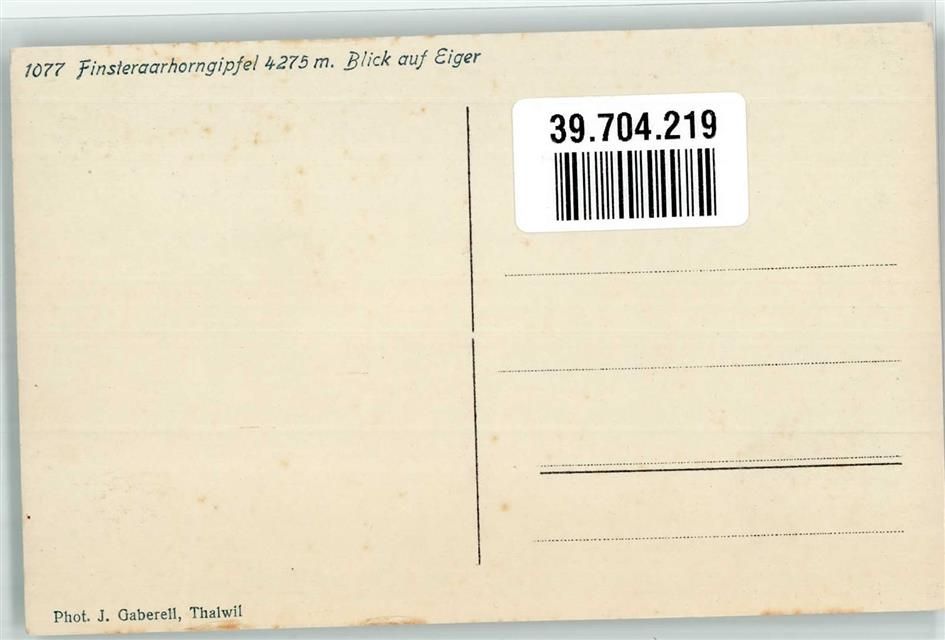 1077 Finsteraarhorngipfel 4275 m. Blick auf Eiger
39.704.219
Phot. J. Gaberell, Thalwil